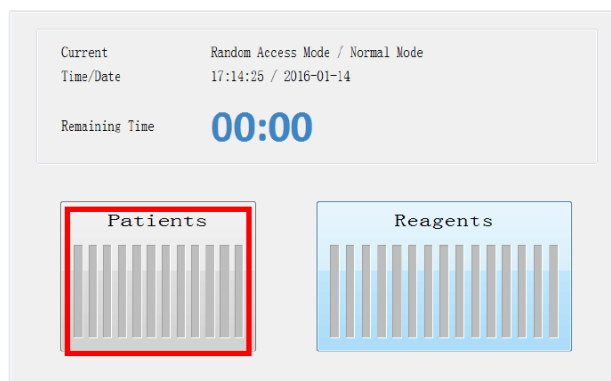 Current Random Access Mode / Normal Mode
Time/Date 17:14:25 / 2016-01-14
Remaining Time 00:00
Patients Reagents